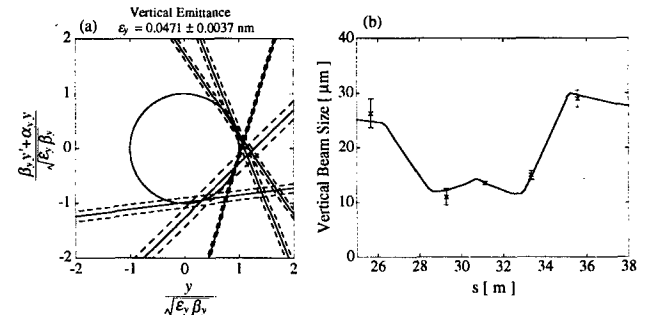 (a)
Vertical Emittance
εy = 0.0471 ± 0.0037 nm
βy y' + αy y
√εy βy
2
1
0
-1
-2
-2 -1 0 1 2
y
√εy βy
(b)
Vertical Beam Size [ μm ]
40
30
20
10
0
26 28 30 32 34 36 38
s [ m ]